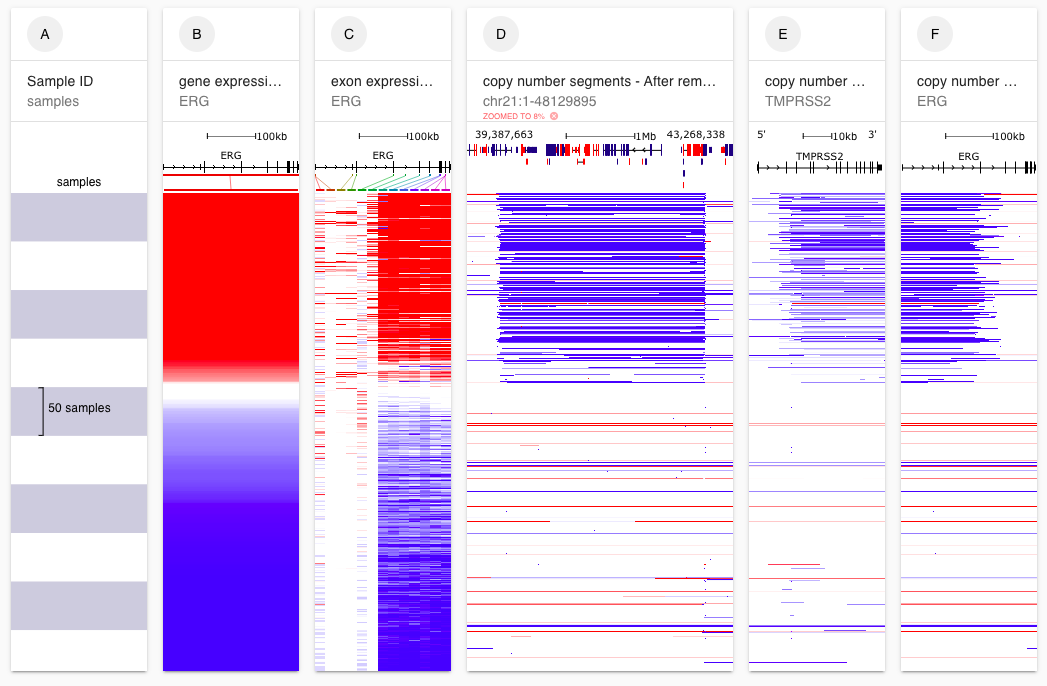 A
Sample ID
samples
samples
50 samples
B
gene expressi...
ERG
100kb
ERG
C
exon expressi...
ERG
100kb
ERG
D
copy number segments - After rem...
chr21:1-48129895
ZOOMED TO 8%
39,387,663
1Mb
43,268,338
E
copy number ...
TMPRSS2
5'
10kb
3'
TMPRSS2
F
copy number ...
ERG
100kb
ERG